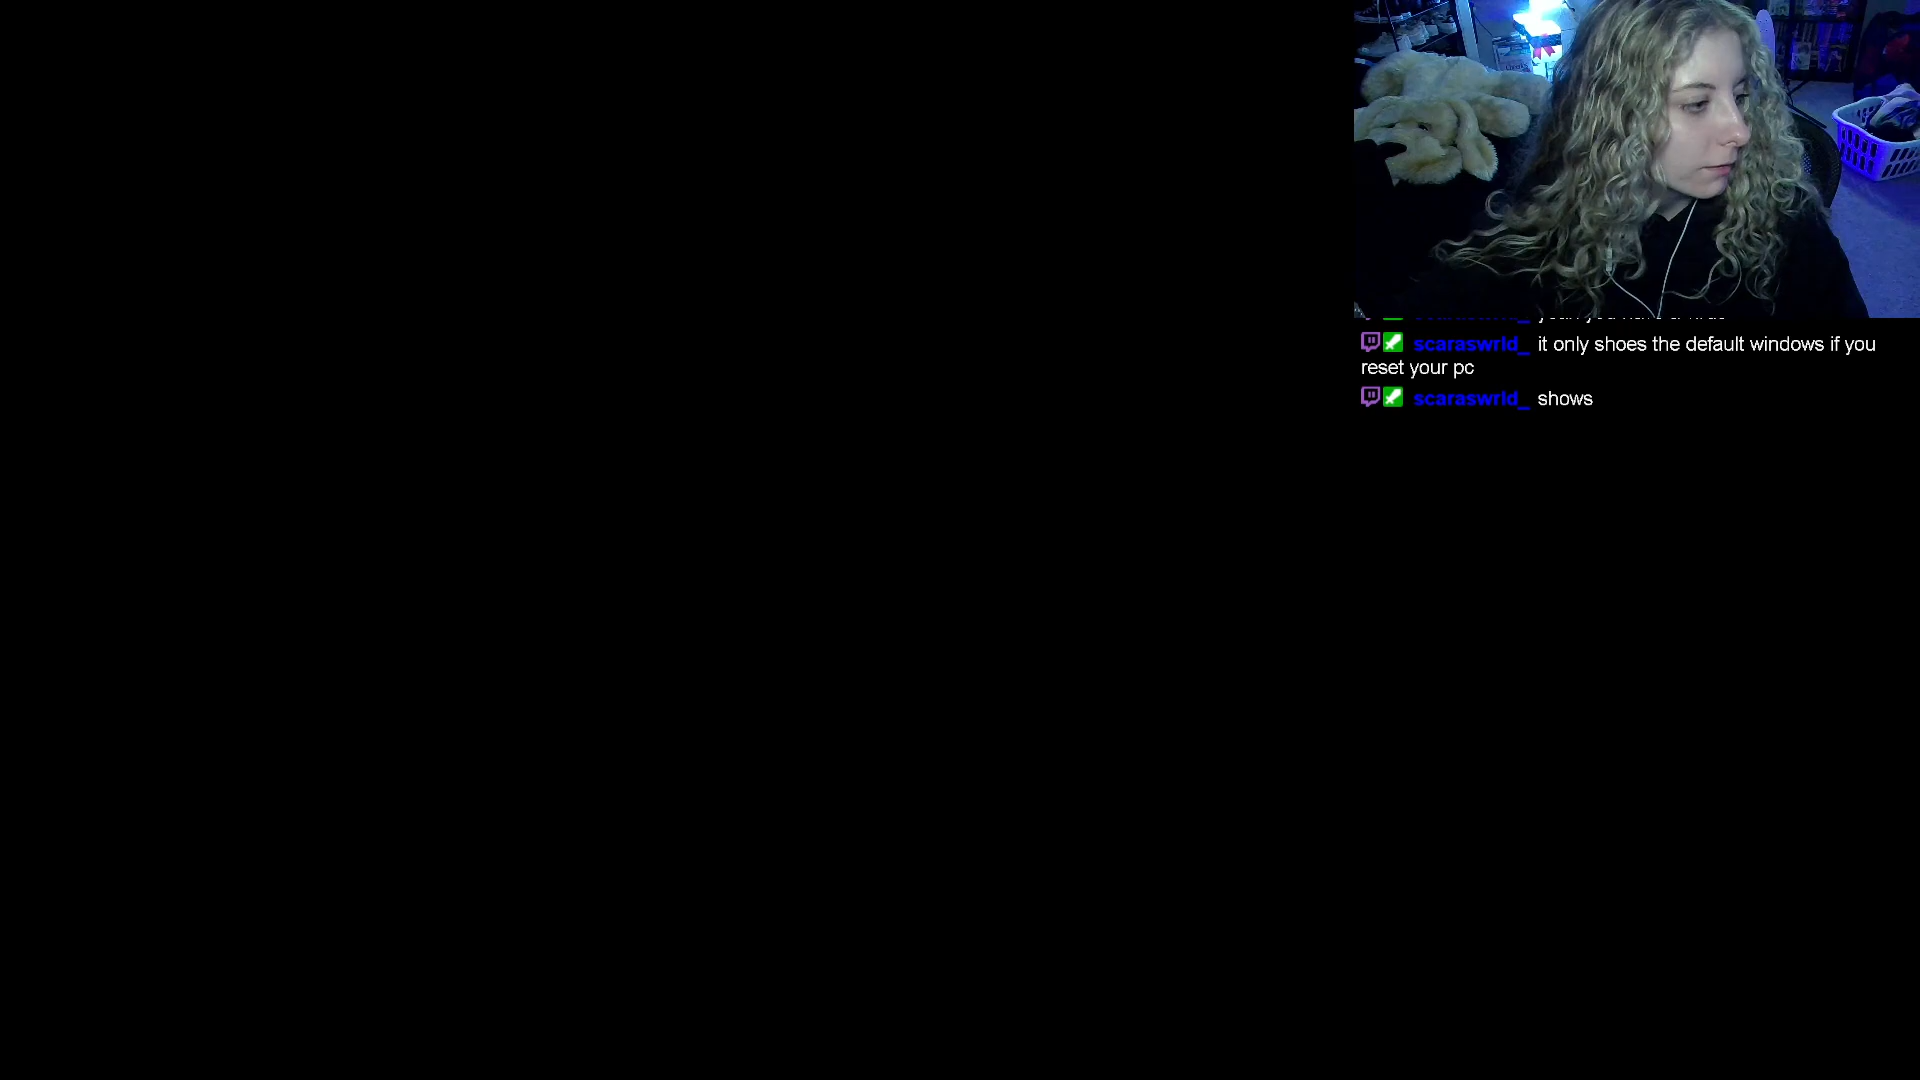 scaraswrld_ it only shoes the default windows if you
reset your pc
scaraswrld_ shows